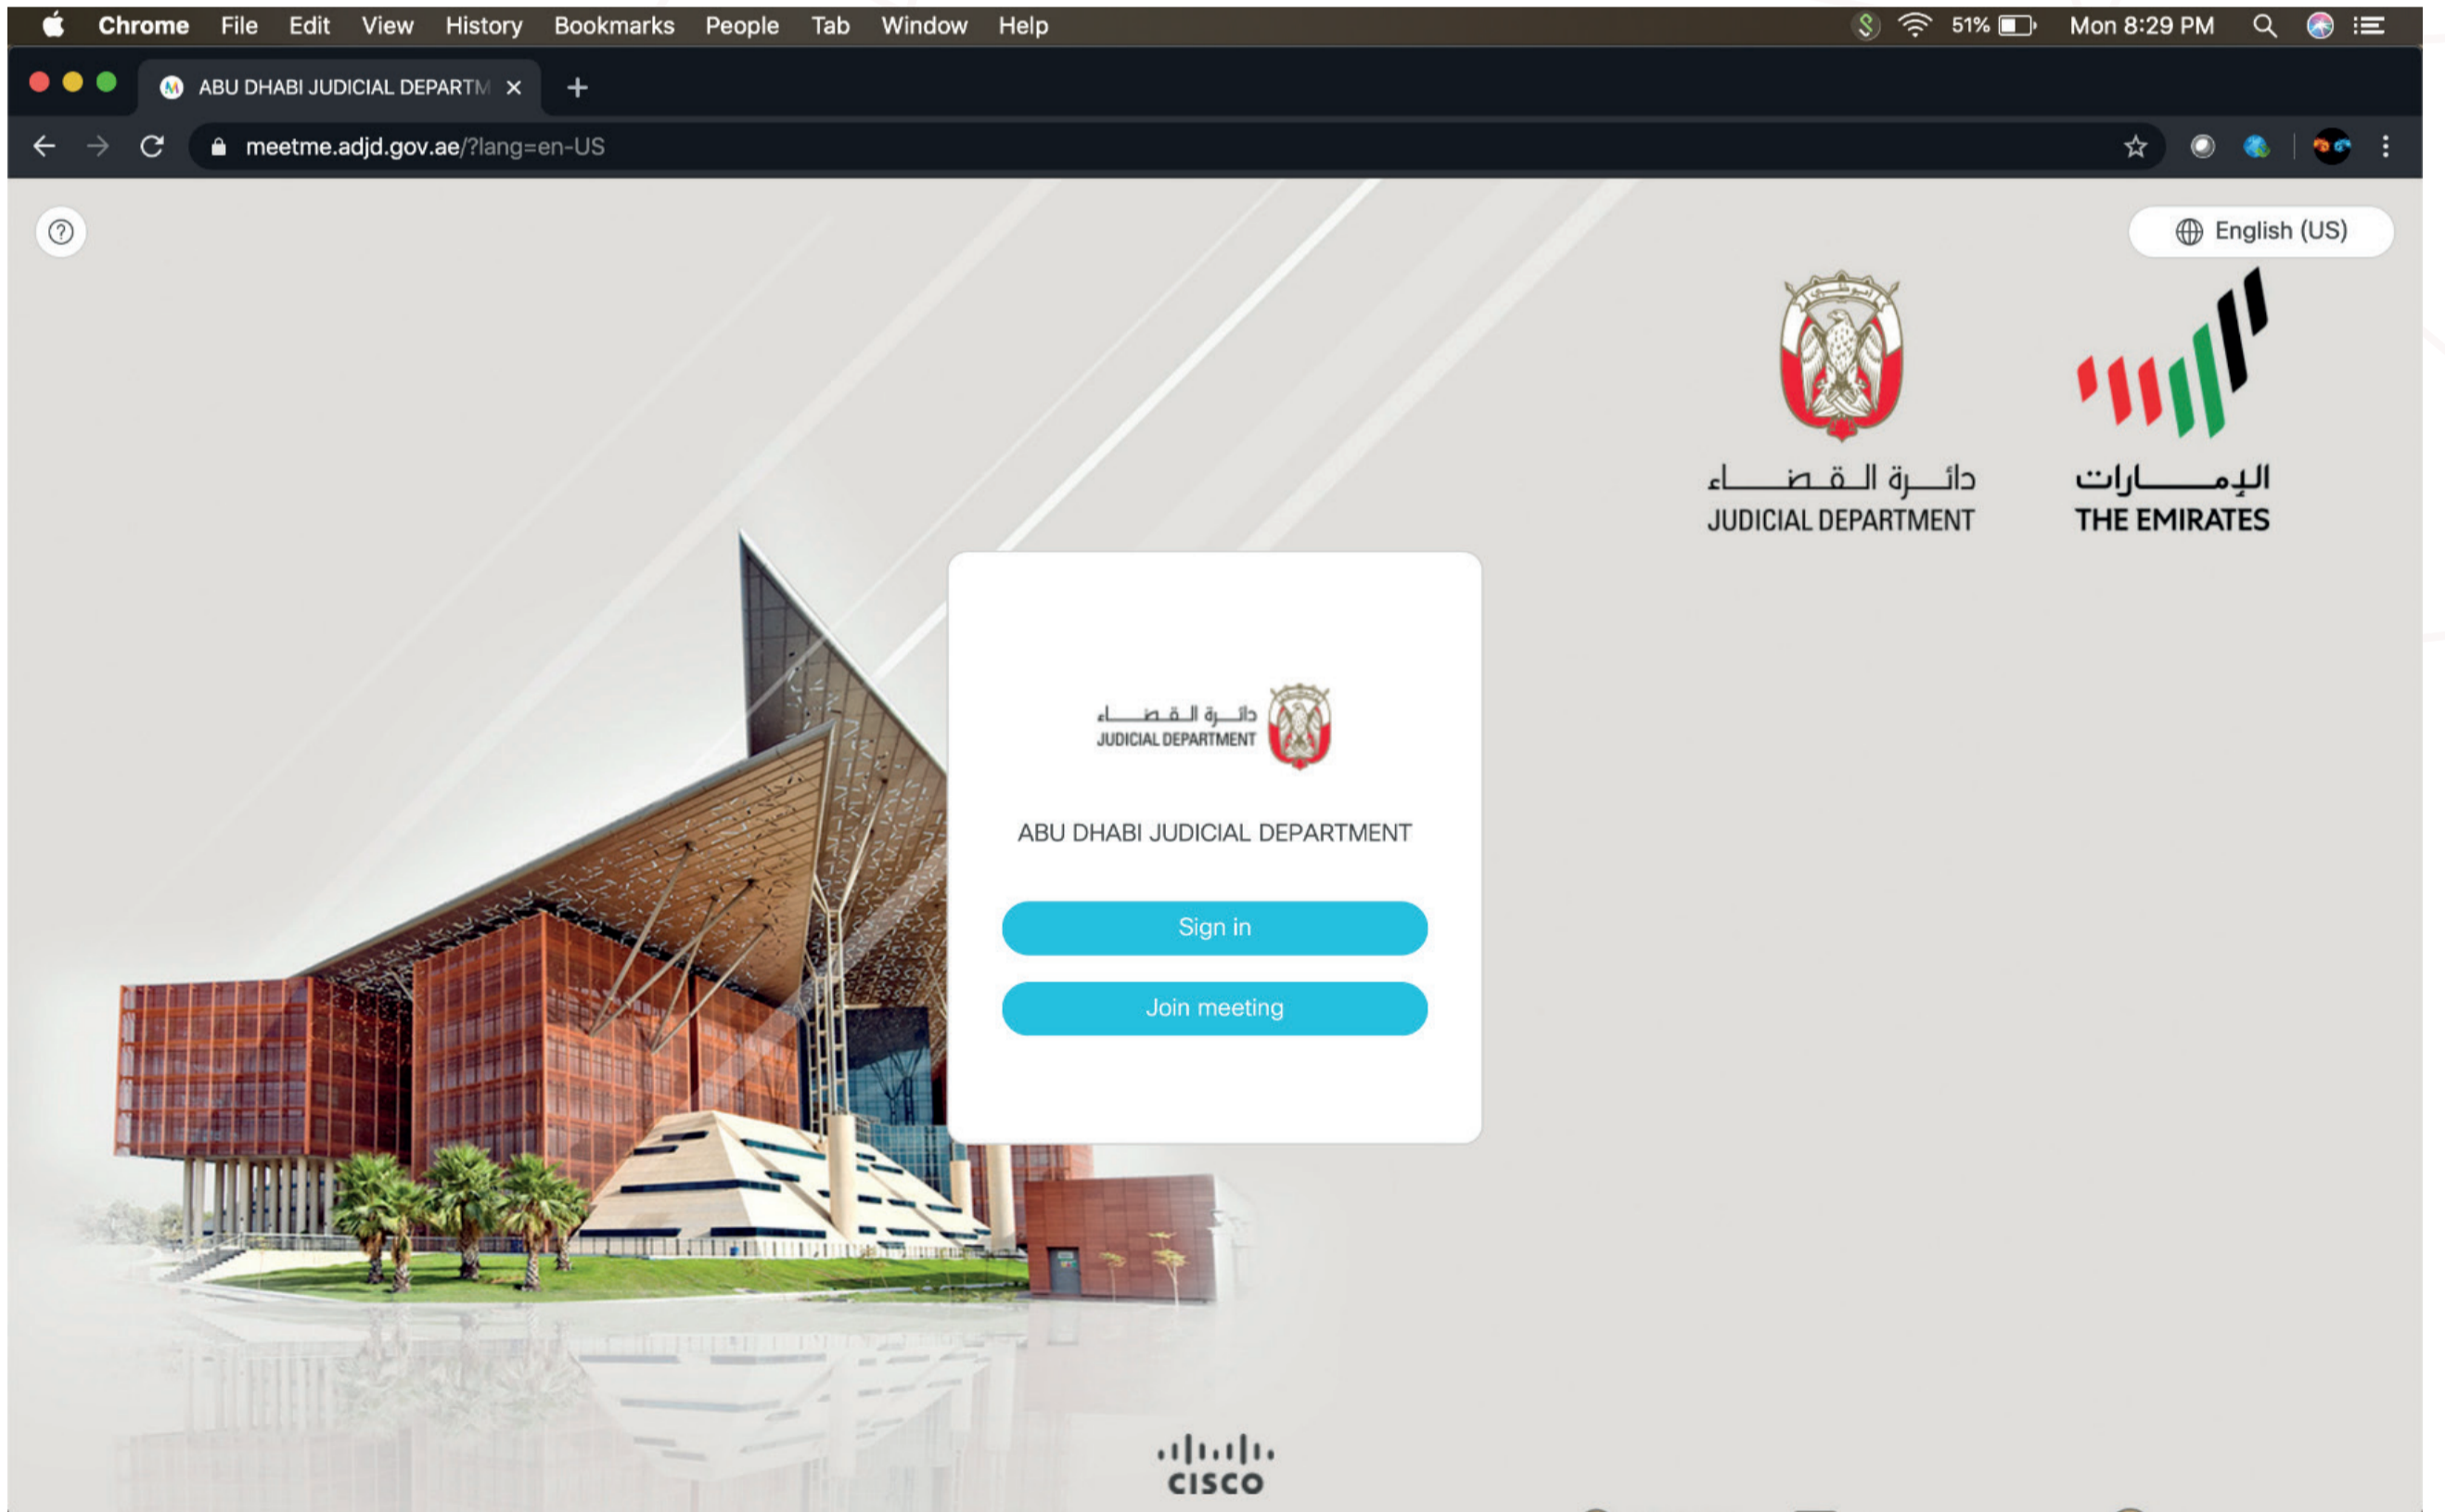 Chrome File Edit View History Bookmarks People Tab Window Help 51% Mon 8:29 PM
ABU DHABI JUDICIAL DEPARTM
meetme.adjd.gov.ae/?lang=en-US
English (US)
دائرة القضاء
JUDICIAL DEPARTMENT
الإمارات
THE EMIRATES
دائرة القضاء
JUDICIAL DEPARTMENT
ABU DHABI JUDICIAL DEPARTMENT
Sign in
Join meeting
CISCO